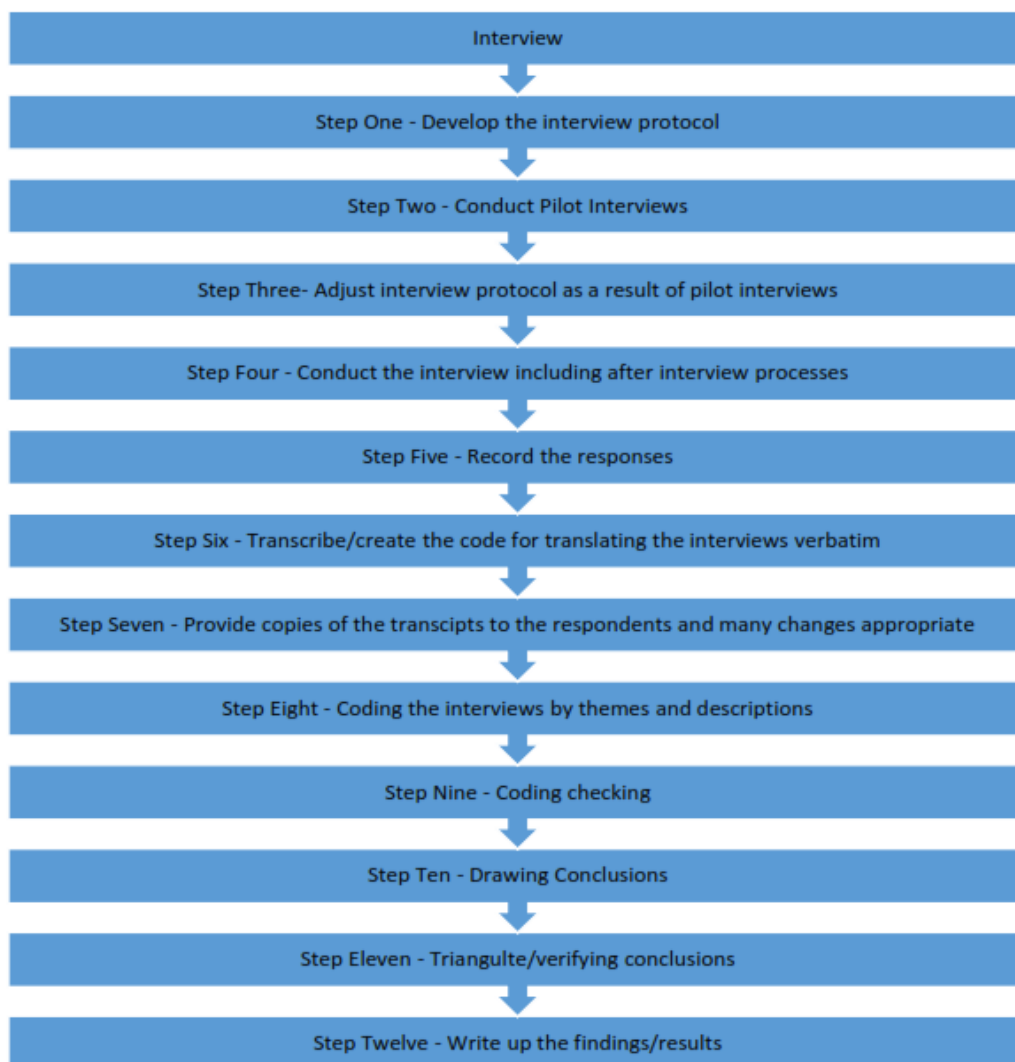 Interview
Step One - Develop the interview protocol
Step Two - Conduct Pilot Interviews
Step Three- Adjust interview protocol as a result of pilot interviews
Step Four - Conduct the interview including after interview processes
Step Five - Record the responses
Step Six - Transcribe/create the code for translating the interviews verbatim
Step Seven - Provide copies of the transcipts to the respondents and many changes appropriate
Step Eight - Coding the interviews by themes and descriptions
Step Nine - Coding checking
Step Ten - Drawing Conclusions
Step Eleven - Triangulte/verifying conclusions
Step Twelve - Write up the findings/results